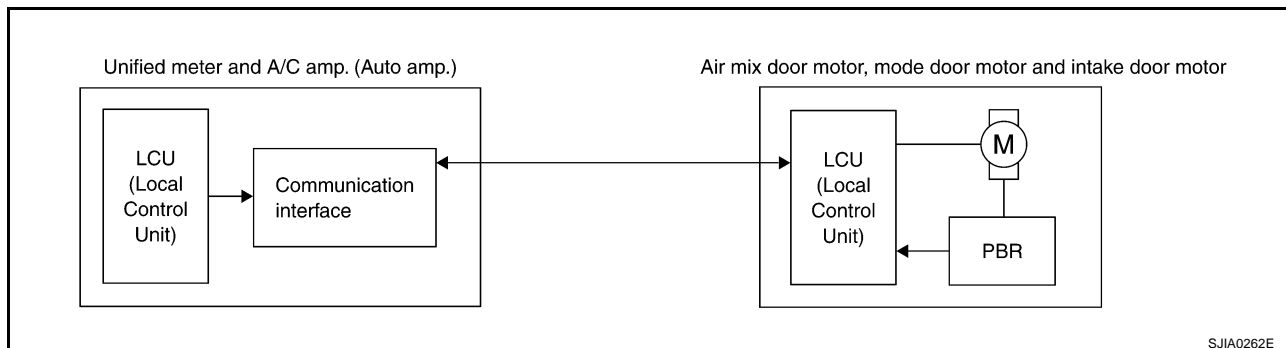 Unified meter and A/C amp. (Auto amp.)
Air mix door motor, mode door motor and intake door motor
LCU
(Local
Control
Unit)
Communication
interface
LCU
(Local
Control
Unit)
M
PBR
SJIA0262E